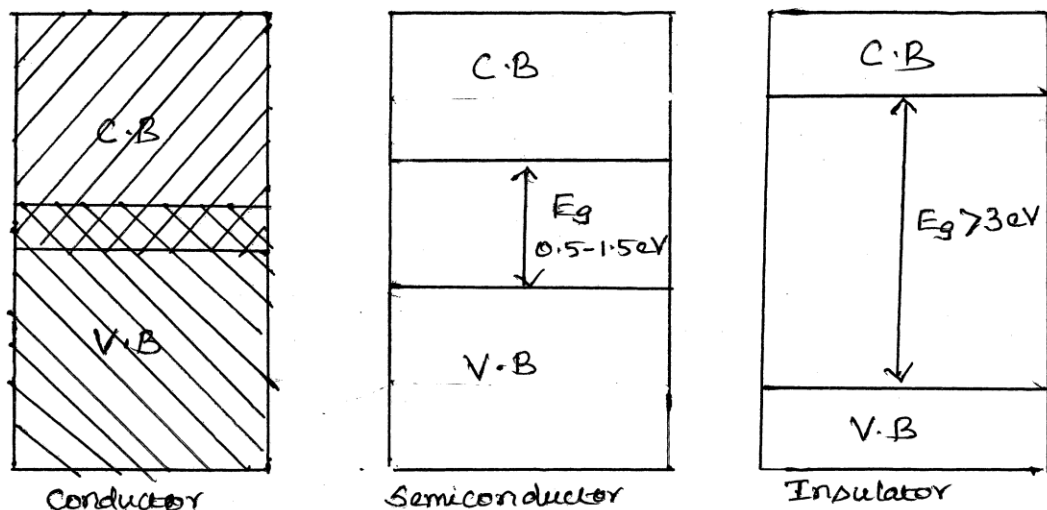 C.B
V.B
Conductor
C.B
Eg
0.5-1.5eV
V.B
Semiconductor
C.B
Eg >3eV
V.B
Insulator